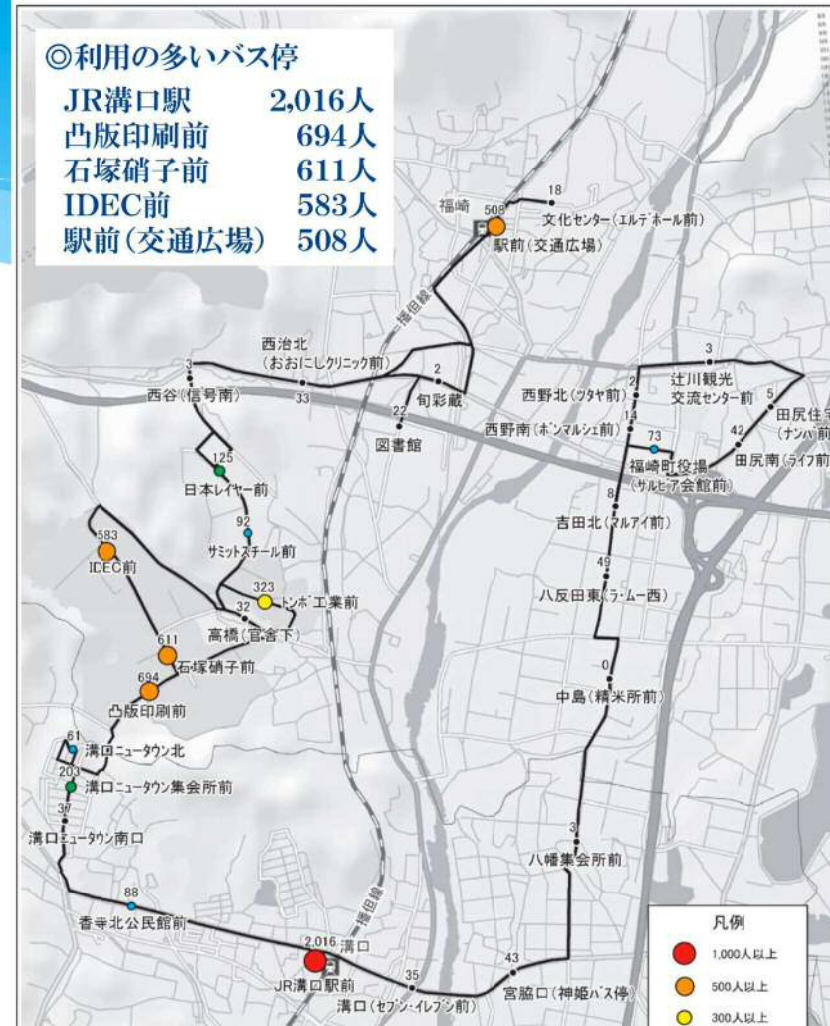 ◎利用の多いバス停
JR溝口駅 2,016人
凸版印刷前 694人
石塚硝子前 611人
IDEC前 583人
駅前(交通広場) 508人
18
文化センター(エルデホール前)
福崎
508
駅前(交通広場)
播但線
西治北
(おおにしクリニック前)
33
3
西谷(信号南)
2
旬彩蔵
22
図書館
3
辻川観光
交流センター前
西野北(ツタヤ前)
2
5
田尻住宅
(ナンバ前
西野南(ボンマルシェ前)
14
42
田尻南(ライフ前)
73
福崎町役場
(サルビア会館前)
125
日本レイヤー前
8
吉田北(マルアイ前)
92
サミットスチール前
583
IDEC前
49
八反田東(ラ・ムー西)
323
トンボ工業前
32
高橋(官舎下)
611
石塚硝子前
0
中島(精米所前)
694
凸版印刷前
61
溝口ニュータウン北
203
溝口ニュータウン集会所前
37
溝口ニュータウン南口
3
八幡集会所前
88
香寺北公民館前
播但線
2,016
溝口
JR溝口駅前
35
溝口(セブン-イレブン前)
43
宮脇口(神姫バス停)
凡例
1,000人以上
500人以上
300人以上